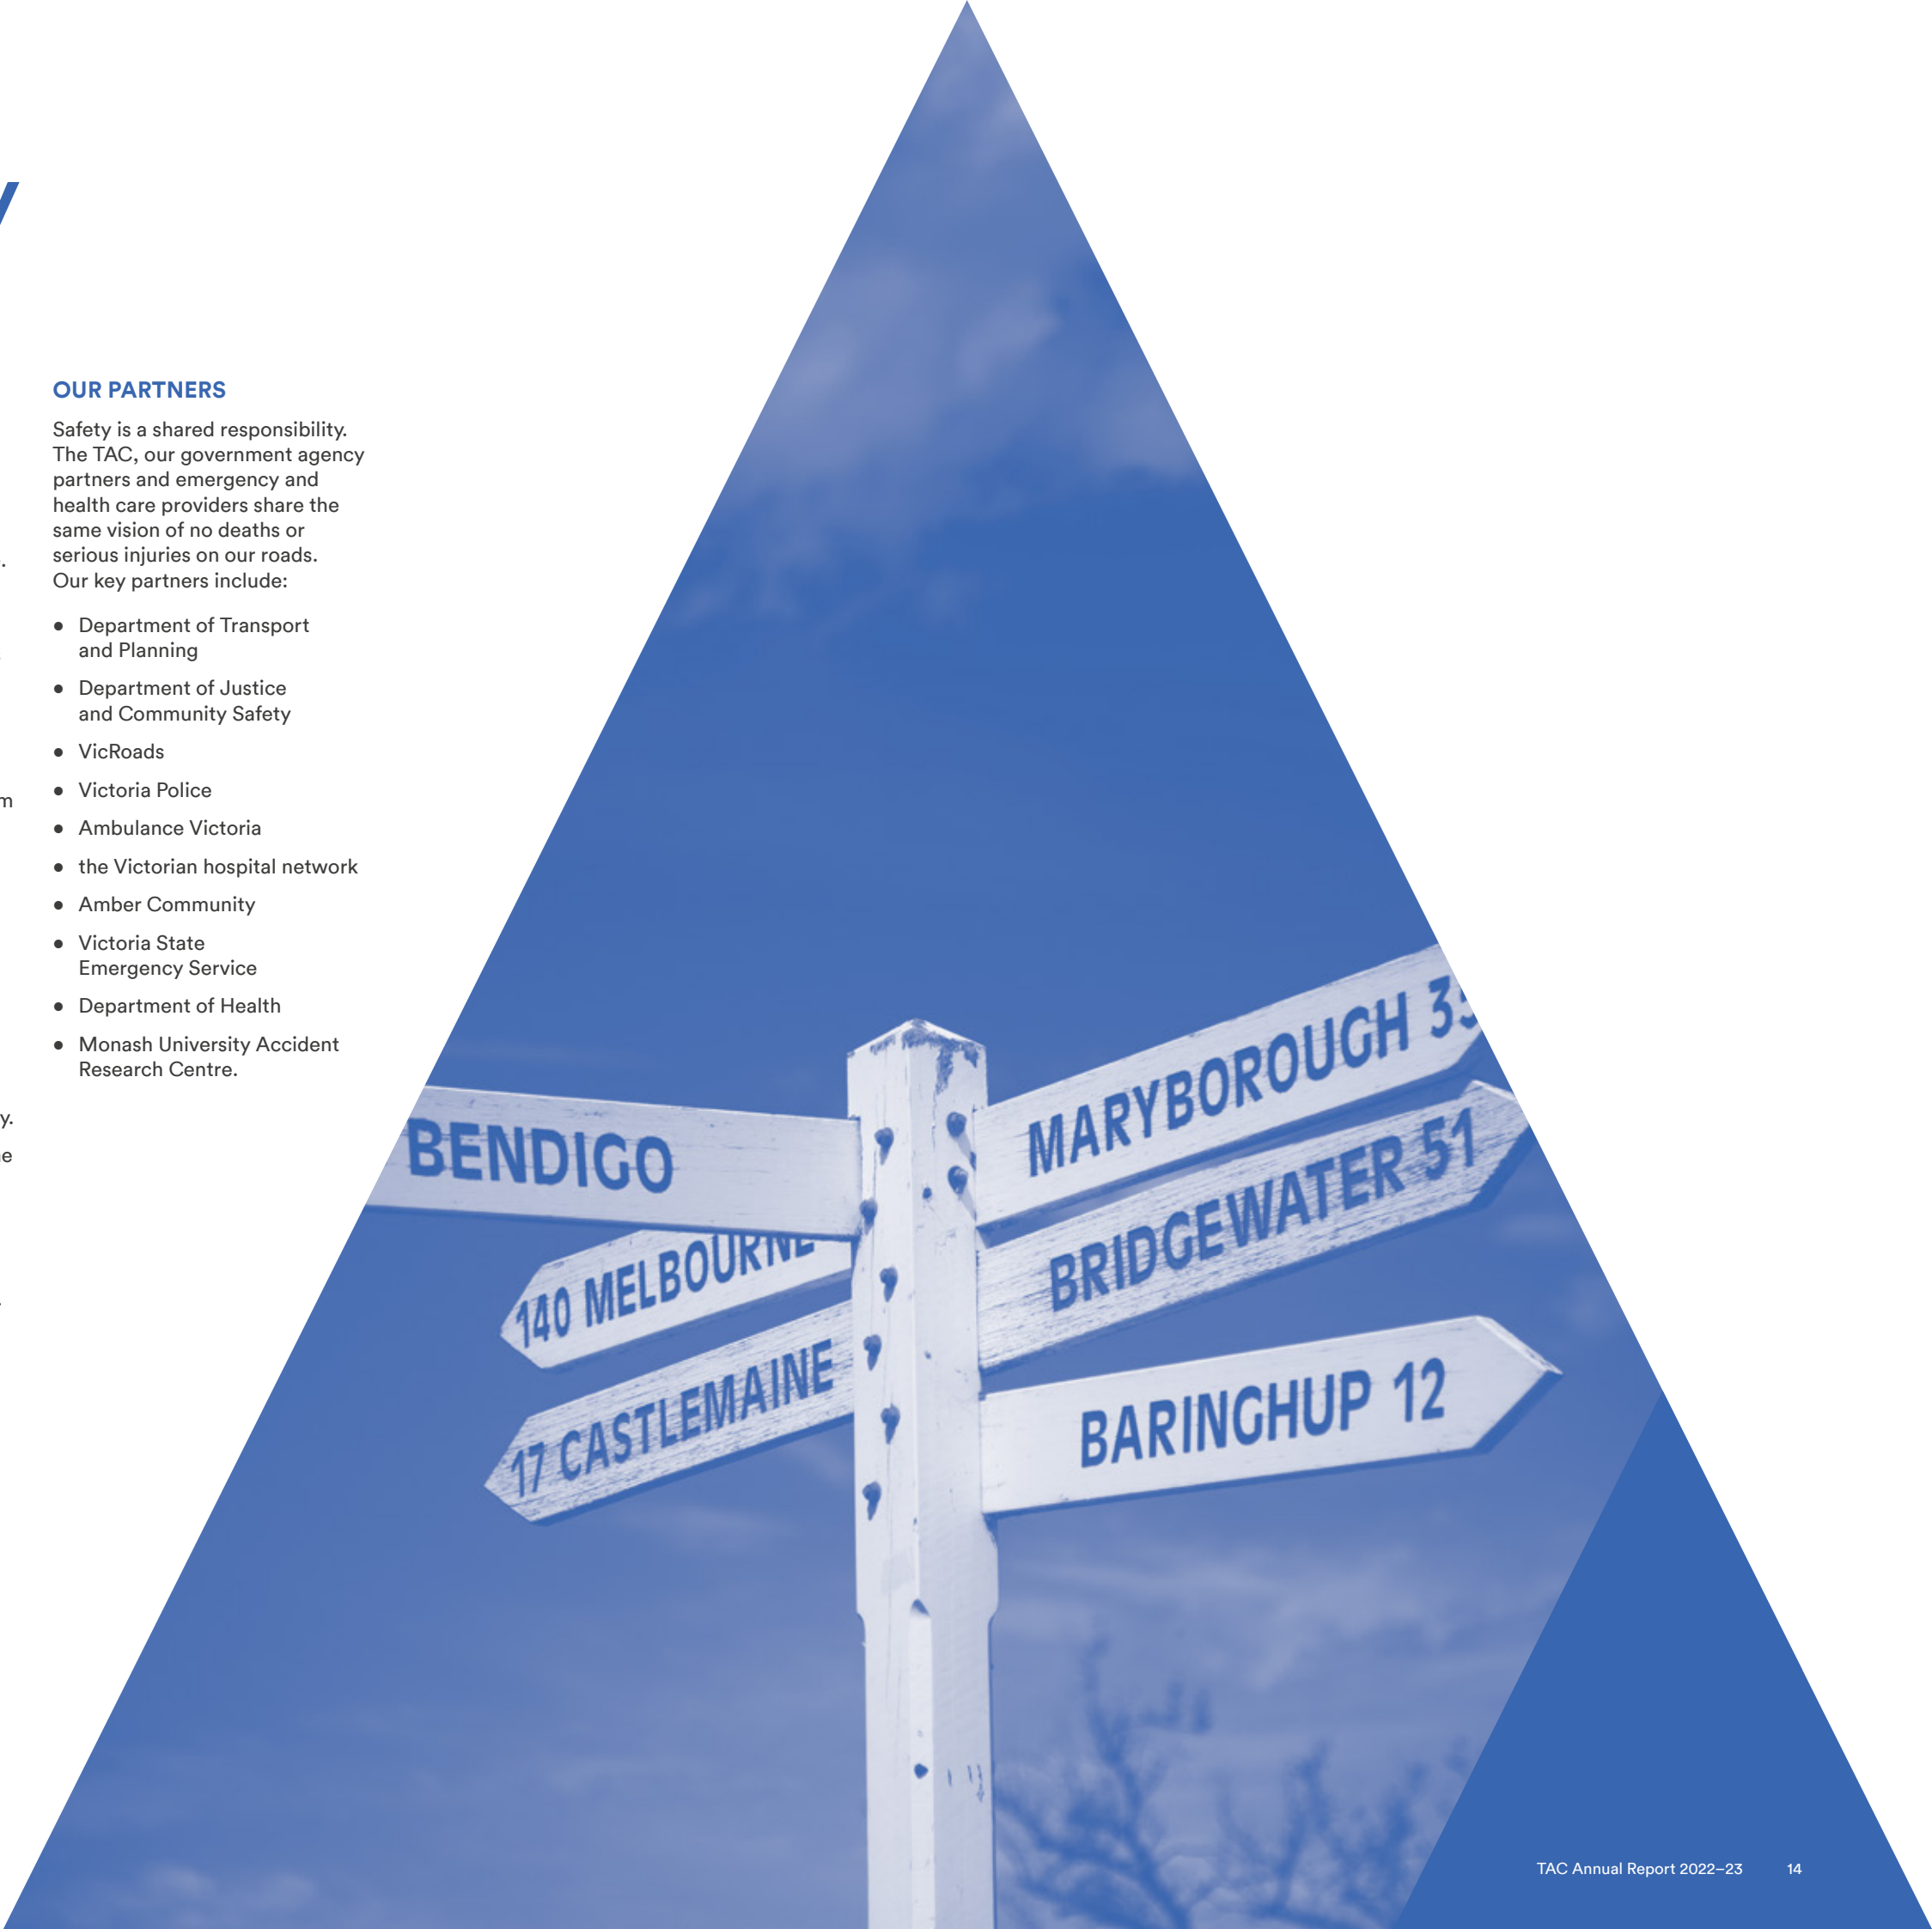 OUR PARTNERS
Safety is a shared responsibility.
The TAC, our government agency
partners and emergency and
health care providers share the
same vision of no deaths or
serious injuries on our roads.
Our key partners include:
• Department of Transport
and Planning
• Department of Justice
and Community Safety
• VicRoads
• Victoria Police
• Ambulance Victoria
• the Victorian hospital network
• Amber Community
• Victoria State
Emergency Service
• Department of Health
• Monash University Accident
Research Centre.
MARYBOROUGH
BENDIGO
BRIDGEWATER 51
140 MELBOURNE
17 CASTLEMAINE
BARINGHUP 12
TAC Annual Report 2022–23 14